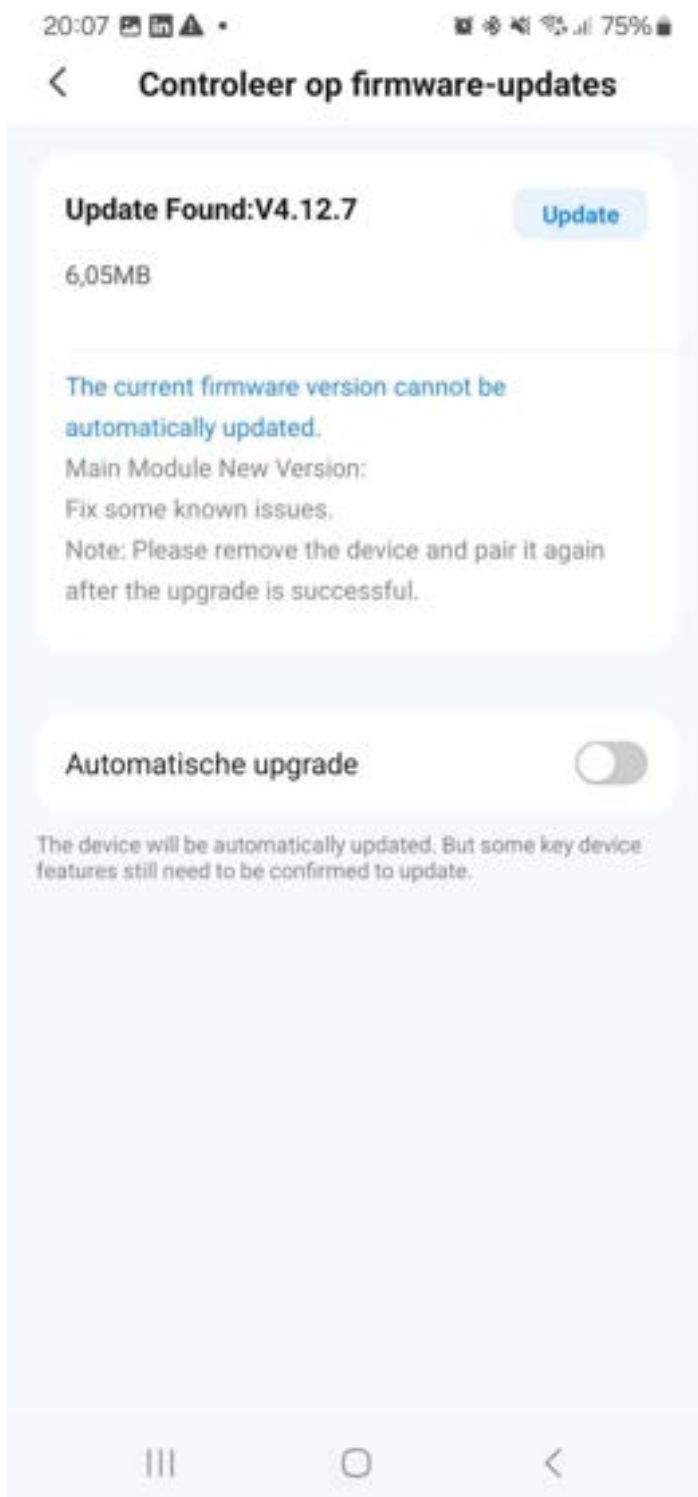 20:07
75%
Controleer op firmware-updates
Update Found:V4.12.7
Update
6,05MB
The current firmware version cannot be
automatically updated.
Main Module New Version:
Fix some known issues.
Note: Please remove the device and pair it again
after the upgrade is successful.
Automatische upgrade
The device will be automatically updated. But some key device
features still need to be confirmed to update.